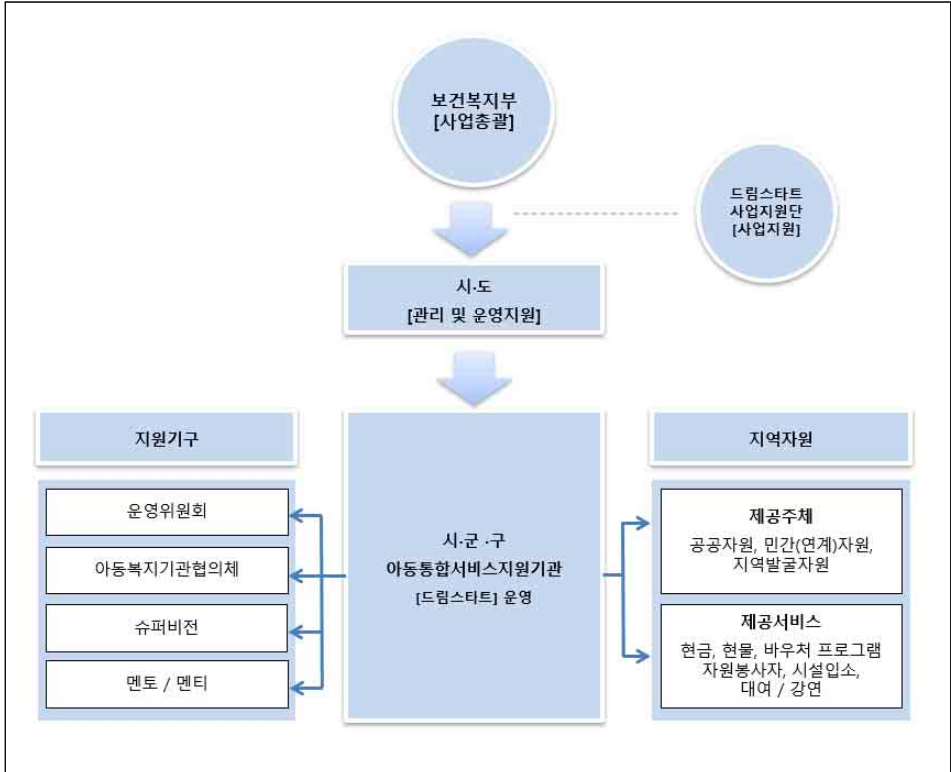 보건복지부
[사업총괄]
드림스타트
사업지원단
[사업지원]
시·도
[관리 및 운영지원]
지원기구
운영위원회
아동복지기관협의체
슈퍼비전
멘토 / 멘티
시·군 ·구
아동통합서비스지원기관
[드림스타트] 운영
지역자원
제공주체
공공자원, 민간(연계)자원,
지역발굴자원
제공서비스
현금, 현물, 바우처 프로그램
자원봉사자, 시설입소,
대여 / 강연